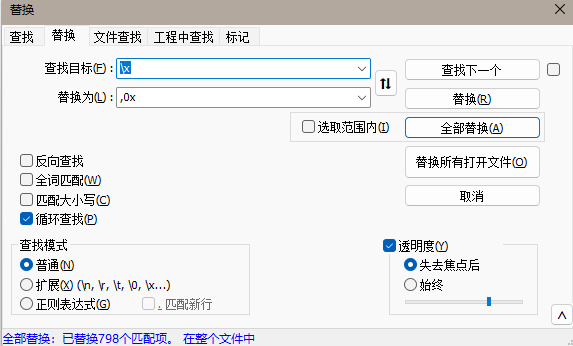 替换
查找 替换 文件查找 工程中查找 标记
查找目标(F)： \x 查找下一个
替换为(L)： ,0x 替换(R)
选取范围内(I) 全部替换(A)
反向查找 替换所有打开文件(O)
全词匹配(W)
匹配大小写(C) 取消
循环查找(P)
查找模式 透明度(Y)
普通(N) 失去焦点后
扩展(X) (\n, \r, \t, \0, \x...) 始终
正则表达式(G) . 匹配新行
全部替换: 已替换798个匹配项。 在整个文件中